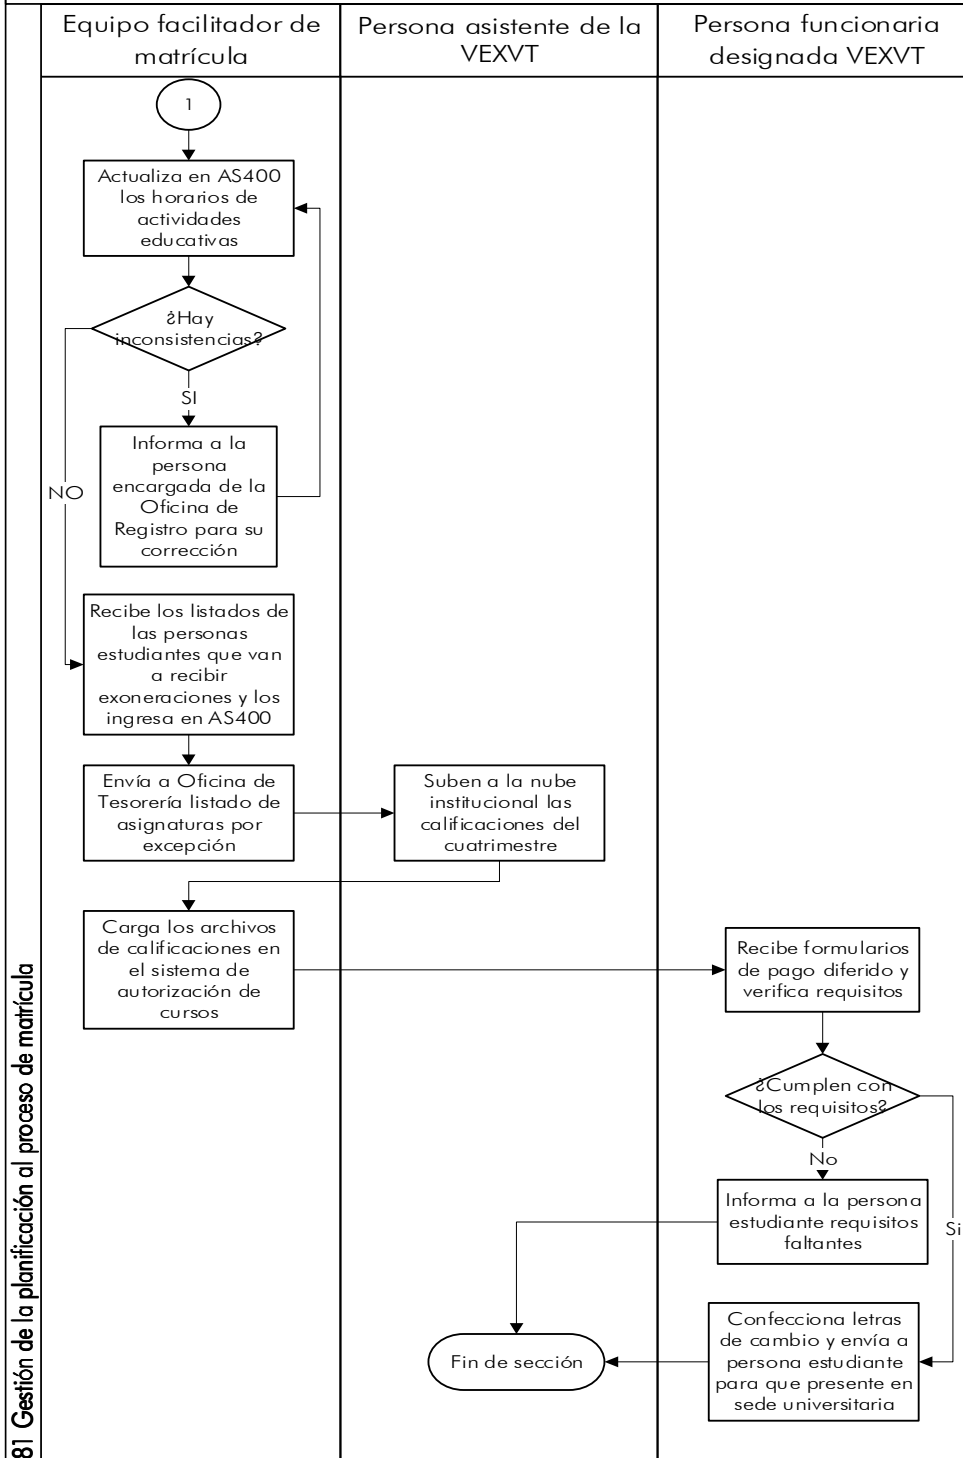 Equipo facilitador de
matrícula
Persona asistente de la
VEXVT
Persona funcionaria
designada VEXVT
1
Actualiza en AS400
los horarios de
actividades
educativas
¿Hay
inconsistencias?
SI
NO
Informa a la
persona
encargada de la
Oficina de
Registro para su
corrección
Recibe los listados de
las personas
estudiantes que van
a recibir
exoneraciones y los
ingresa en AS400
Envía a Oficina de
Tesorería listado de
asignaturas por
excepción
Suben a la nube
institucional las
calificaciones del
cuatrimestre
Carga los archivos
de calificaciones en
el sistema de
autorización de
cursos
Recibe formularios
de pago diferido y
verifica requisitos
¿Cumplen con
los requisitos?
No
Si
Informa a la persona
estudiante requisitos
faltantes
Confecciona letras
de cambio y envía a
persona estudiante
para que presente en
sede universitaria
Fin de sección
81 Gestión de la planificación al proceso de matrícula